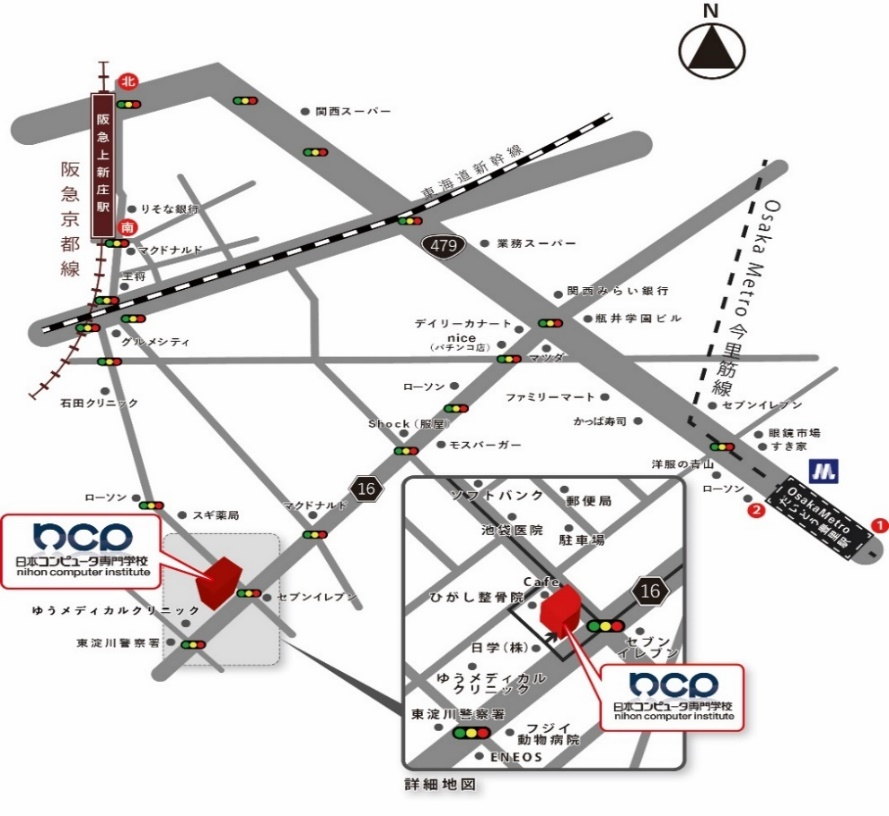 N
北
関西スーパー
阪急上新庄駅
阪急京都線
東海道新幹線
りそな銀行
南
マクドナルド
479
業務スーパー
Osaka Metro 今里筋線
王将
関西みらい銀行
デイリーカナート
瓶井学園ビル
グルメシティ
nice
(パチンコ店)
マツダ
石田クリニック
ローソン
ファミリーマート
セブンイレブン
Shock(服屋)
かっぱ寿司
モスバーガー
眼鏡市場
すき家
洋服の青山
ローソン
16
ローソン
スギ薬局
マクドナルド
2
OsakaMetro
1
ncp
日本コンピュータ専門学校
nihon computer institute
ゆうメディカルクリニック
セブンイレブン
東淀川警察署
ソフトバンク
郵便局
池袋医院
駐車場
Cafe
ひがし整骨院
16
日学(株)
セブン
イレブン
ゆうメディカル
クリニック
ncp
日本コンピュータ専門学校
nihon computer institute
東淀川警察署
フジイ
動物病院
ENEOS
詳細地図